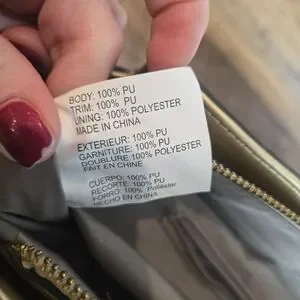 BODY: 100% PU
TRIM: 100% PU
LINING: 100% POLYESTER
MADE IN CHINA
EXTERIEUR: 100% PU
GARNITURE: 100% PU
DOUBLURE: 100% POLYESTER
FAIT EN CHINE
CUERPO: 100% PU
RECORTE: 100% PU
FORRO: 100% Poliéster
HECHO EN CHINA